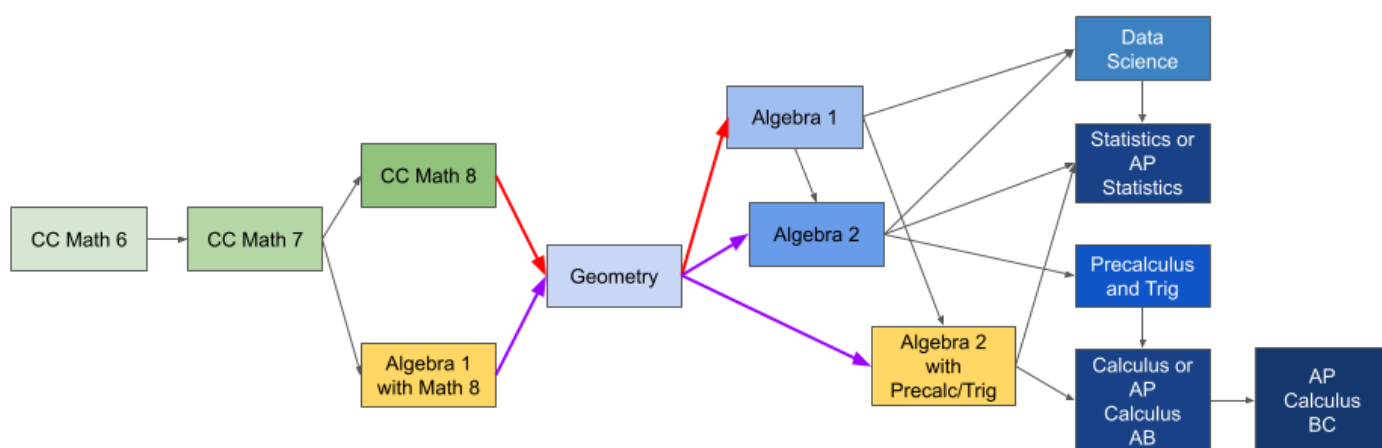 CC Math 6
CC Math 7
CC Math 8
Algebra 1
with Math 8
Geometry
Algebra 1
Algebra 2
Algebra 2
with
Precalc/Trig
Data
Science
Statistics or
AP
Statistics
Precalculus
and Trig
Calculus or
AP
Calculus
AB
AP
Calculus
BC